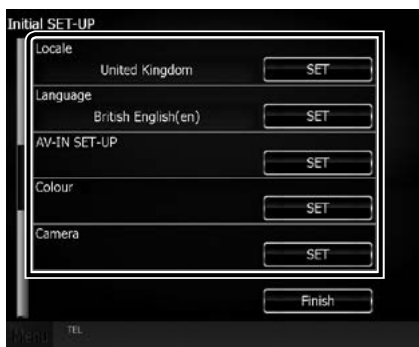 Initial SET-UP
Locale
United Kingdom SET
Language
British English(en) SET
AV-IN SET-UP
SET
Colour
SET
Camera
SET
Finish
Menu TEL